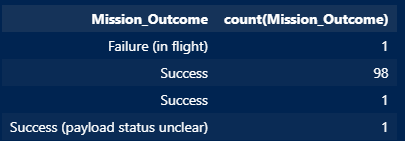 Mission_Outcome count(Mission_Outcome)
Failure (in flight) 1
Success 98
Success 1
Success (payload status unclear) 1